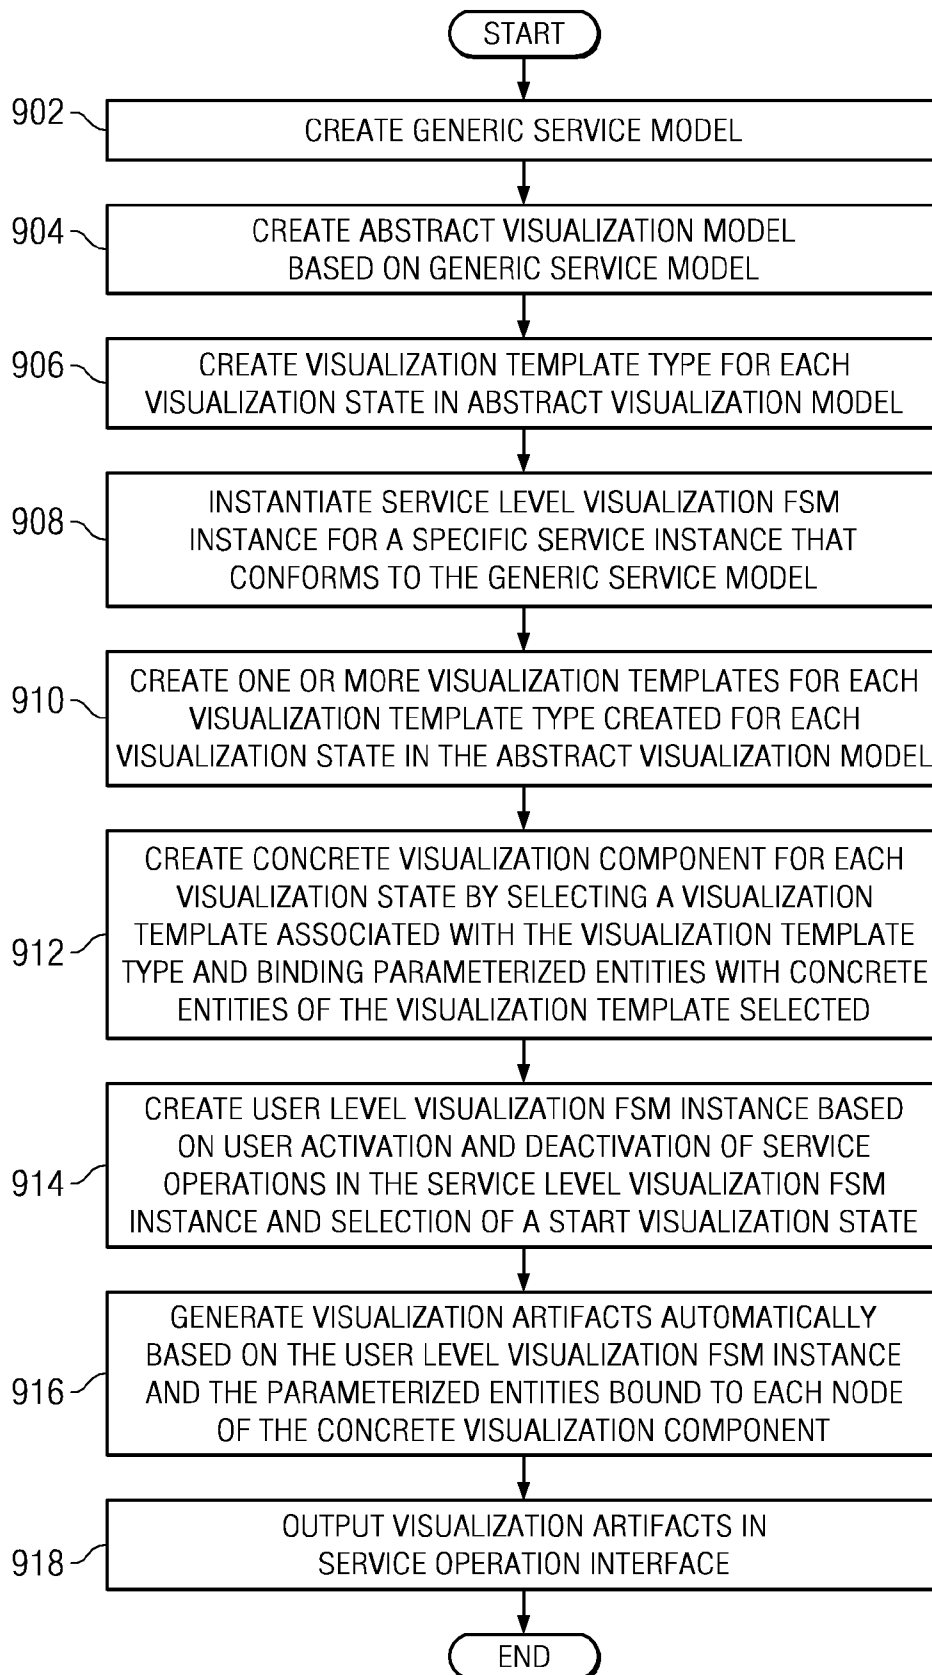 START
902
CREATE GENERIC SERVICE MODEL
904
CREATE ABSTRACT VISUALIZATION MODEL
BASED ON GENERIC SERVICE MODEL
906
CREATE VISUALIZATION TEMPLATE TYPE FOR EACH
VISUALIZATION STATE IN ABSTRACT VISUALIZATION MODEL
908
INSTANTIATE SERVICE LEVEL VISUALIZATION FSM
INSTANCE FOR A SPECIFIC SERVICE INSTANCE THAT
CONFORMS TO THE GENERIC SERVICE MODEL
910
CREATE ONE OR MORE VISUALIZATION TEMPLATES FOR EACH
VISUALIZATION TEMPLATE TYPE CREATED FOR EACH
VISUALIZATION STATE IN THE ABSTRACT VISUALIZATION MODEL
912
CREATE CONCRETE VISUALIZATION COMPONENT FOR EACH
VISUALIZATION STATE BY SELECTING A VISUALIZATION
TEMPLATE ASSOCIATED WITH THE VISUALIZATION TEMPLATE
TYPE AND BINDING PARAMETERIZED ENTITIES WITH CONCRETE
ENTITIES OF THE VISUALIZATION TEMPLATE SELECTED
914
CREATE USER LEVEL VISUALIZATION FSM INSTANCE BASED
ON USER ACTIVATION AND DEACTIVATION OF SERVICE
OPERATIONS IN THE SERVICE LEVEL VISUALIZATION FSM
INSTANCE AND SELECTION OF A START VISUALIZATION STATE
916
GENERATE VISUALIZATION ARTIFACTS AUTOMATICALLY
BASED ON THE USER LEVEL VISUALIZATION FSM INSTANCE
AND THE PARAMETERIZED ENTITIES BOUND TO EACH NODE
OF THE CONCRETE VISUALIZATION COMPONENT
918
OUTPUT VISUALIZATION ARTIFACTS IN
SERVICE OPERATION INTERFACE
END